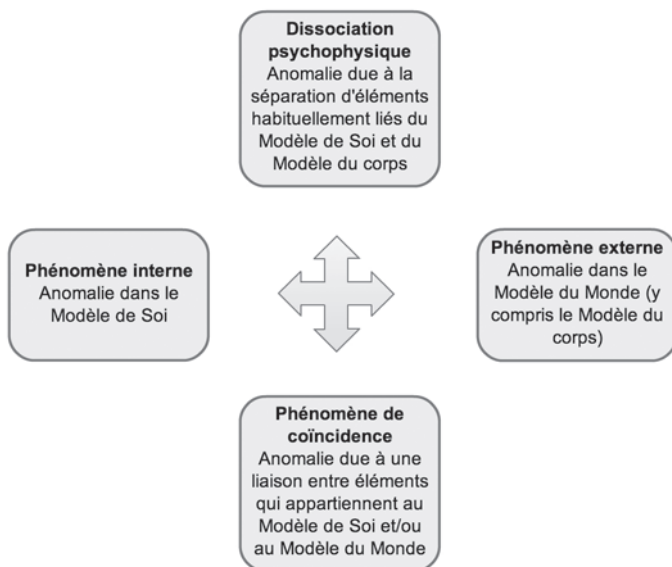 Dissociation
psychophysique
Anomalie due à la
séparation d'éléments
habituellement liés du
Modèle de Soi et du
Modèle du corps
Phénomène interne
Anomalie dans le
Modèle de Soi
Phénomène externe
Anomalie dans le
Modèle du Monde (y
compris le Modèle du
corps)
Phénomène de
coïncidence
Anomalie due à une
liaison entre éléments
qui appartiennent au
Modèle de Soi et/ou
au Modèle du Monde